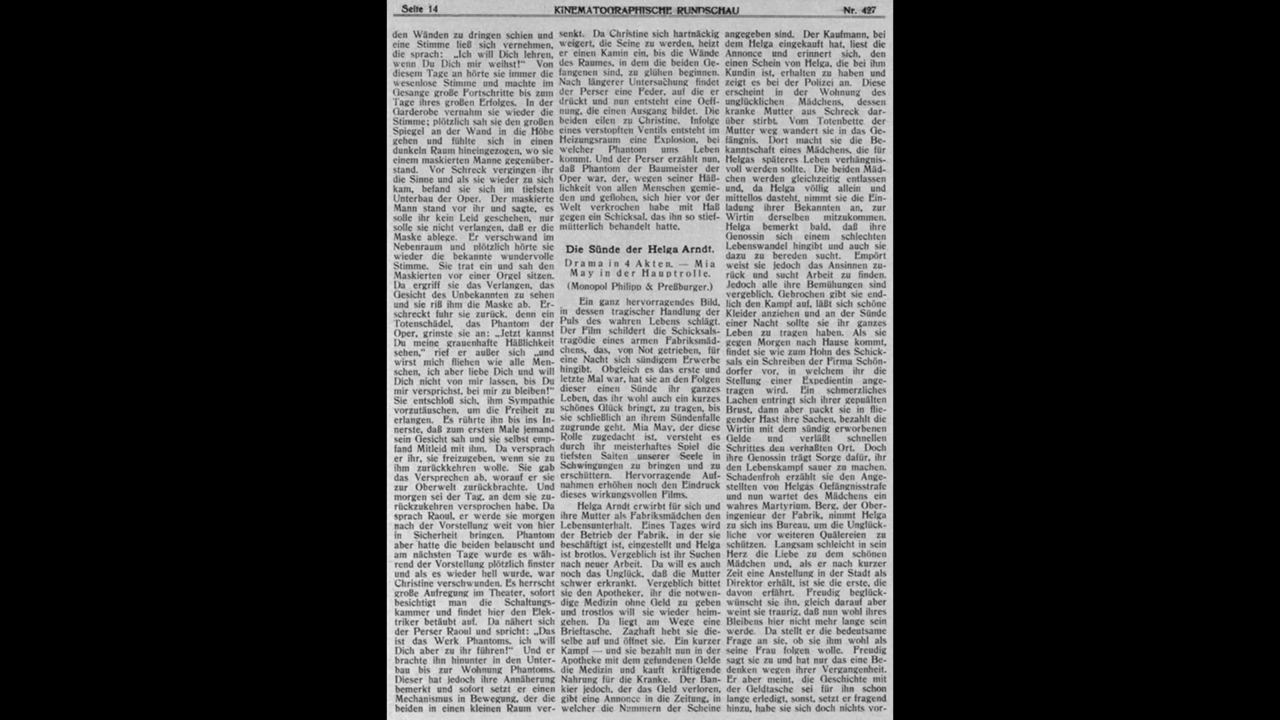 Seite 14
KINEMATOGRAPHISCHE RUNDSCHAU
Nr. 427
den Wänden zu dringen schien und
eine Stimme ließ sich vernehmen,
die sprach: „Ich will Dich lehren,
wenn Du Dich mir weihst!“ Von
diesem Tage an hörte sie immer die
wesenlose Stimme und machte im
Gesange große Fortschritte bis zum
Tage ihres großen Erfolges. In der
Garderobe vernahm sie wieder die
Stimme; plötzlich sah sie den großen
Spiegel an der Wand in die Höhe
gehen und fühlte sich in einen
dunkeln Raum hineingezogen, wo sie
einem maskierten Manne gegenüber-
stand. Vor Schreck vergingen ihr
die Sinne und als sie wieder zu sich
kam, befand sie sich im tiefsten
Unterbau der Oper. Der maskierte
Mann stand vor ihr und sagte, es
solle ihr kein Leid geschehen, nur
solle sie nicht verlangen, daß er die
Maske ablege. Er verschwand im
Nebenraum und plötzlich hörte sie
wieder die bekannte wundervolle
Stimme. Sie trat ein und sah den
Maskierten vor einer Orgel sitzen.
Da ergriff sie das Verlangen, das
Gesicht des Unbekannten zu sehen
und sie riß ihm die Maske ab. Er-
schreckt fuhr sie zurück, denn ein
Totenschädel, das Phantom der
Oper, grinste sie an: „Jetzt kannst
Du meine grauenhafte Häßlichkeit
sehen,“ rief er außer sich „und
wirst mich fliehen wie alle Men-
schen, ich aber liebe Dich und will
Dich nicht von mir lassen, bis Du
mir versprichst, bei mir zu bleiben!“
Sie entschloß sich, ihm Sympathie
vorzutäuschen, um die Freiheit zu
erlangen. Es rührte ihn bis ins In-
nerste, daß zum ersten Male jemand
sein Gesicht sah und sie selbst emp-
fand Mitleid mit ihm. Da versprach
er ihr, sie freizugeben, wenn sie zu
ihm zurückkehren wolle. Sie gab
das Versprechen ab, worauf er sie
zur Oberwelt zurückbrachte. Und
morgen sei der Tag, an dem sie zu-
rückzukehren versprochen habe. Da
sprach Raoul, er werde sie morgen
nach der Vorstellung weit von hier
in Sicherheit bringen. Phantom
aber hatte die beiden belauscht und
am nächsten Tage wurde es wäh-
rend der Vorstellung plötzlich finster
und als es wieder hell wurde, war
Christine verschwunden. Es herrscht
große Aufregung im Theater, sofort
besichtigt man die Schaltungs-
kammer und findet hier den Elek-
triker betäubt auf. Da nähert sich
der Perser Raoul und spricht: „Das
ist das Werk Phantoms, ich will
Dich aber zu ihr führen!“ Und er
brachte ihn hinunter in den Unter-
bau bis zur Wohnung Phantoms.
Dieser hat jedoch ihre Annäherung
bemerkt und sofort setzt er einen
Mechanismus in Bewegung, der die
beiden in einen kleinen Raum ver-
senkt. Da Christine sich hartnäckig
weigert, die Seine zu werden, heizt
er einen Kamin ein, bis die Wände
des Raumes, in dem die beiden Ge-
fangenen sind, zu glühen beginnen.
Nach längerer Untersuchung findet
der Perser eine Feder, auf die er
drückt und nun entsteht eine Oeff-
nung, die einen Ausgang bildet. Die
beiden eilen zu Christine. Infolge
eines verstopften Ventils entsteht im
Heizungsraum eine Explosion, bei
welcher Phantom ums Leben
kommt. Und der Perser erzählt nun,
daß Phantom der Baumeister der
Oper war, der, wegen seiner Häß-
lichkeit von allen Menschen gemie-
den und geflohen, sich hier vor der
Welt verkrochen habe mit Haß
gegen ein Schicksal, das ihn so stief-
mütterlich behandelt hatte.
Die Sünde der Helga Arndt.
Drama in 4 Akten. — Mia
May in der Hauptrolle.
(Monopol Philipp & Preßburger.)
Ein ganz hervorragendes Bild,
in dessen tragischer Handlung der
Puls des wahren Lebens schlägt.
Der Film schildert die Schicksals-
tragödie eines armen Fabriksmäd-
chens, das, von Not getrieben, für
eine Nacht sich sündigem Erwerbe
hingibt. Obgleich es das erste und
letzte Mal war, hat sie an den Folgen
dieser einen Sünde ihr ganzes
Leben, das ihr wohl auch ein kurzes
schönes Glück bringt, zu tragen, bis
sie schließlich an ihrem Sündenfalle
zugrunde geht. Mia May, der diese
Rolle zugedacht ist, versteht es
durch ihr meisterhaftes Spiel die
tiefsten Saiten unserer Seele in
Schwingungen zu bringen und zu
erschüttern. Hervorragende Auf-
nahmen erhöhen noch den Eindruck
dieses wirkungsvollen Films.
Helga Arndt erwirbt für sich und
ihre Mutter als Fabriksmädchen den
Lebensunterhalt. Eines Tages wird
der Betrieb der Fabrik, in der sie
beschäftigt ist, eingestellt und Helga
ist brotlos. Vergeblich ist ihr Suchen
nach neuer Arbeit. Da will es auch
noch das Unglück, daß die Mutter
schwer erkrankt. Vergeblich bittet
sie den Apotheker, ihr die notwen-
dige Medizin ohne Geld zu geben
und trostlos will sie wieder heim-
gehen. Da liegt am Wege eine
Brieftasche. Zaghaft hebt sie die-
selbe auf und öffnet sie. Ein kurzer
Kampf — und sie bezahlt nun in der
Apotheke mit dem gefundenen Gelde
die Medizin und kauft kräftigende
Nahrung für die Kranke. Der Ban-
kier jedoch, der das Geld verloren,
gibt eine Annonce in die Zeitung, in
welcher die Nummern der Scheine
angegeben sind. Der Kaufmann, bei
dem Helga eingekauft hat, liest die
Annonce und erinnert sich, den
einen Schein von Helga, die bei ihm
Kundin ist, erhalten zu haben und
zeigt es bei der Polizei an. Diese
erscheint in der Wohnung des
unglücklichen Mädchens, dessen
kranke Mutter aus Schreck dar-
über stirbt. Vom Totenbette der
Mutter weg wandert sie in das Ge-
fängnis. Dort macht sie die Be-
kanntschaft eines Mädchens, die für
Helgas späteres Leben verhängnis-
voll werden sollte. Die beiden Mäd-
chen werden gleichzeitig entlassen
und, da Helga völlig allein und
mittellos dasteht, nimmt sie die Ein-
ladung ihrer Bekannten an, zur
Wirtin derselben mitzukommen.
Helga bemerkt bald, daß ihre
Genossin sich einem schlechten
Lebenswandel hingibt und auch sie
dazu zu bereden sucht. Empört
weist sie jedoch das Ansinnen zu-
rück und sucht Arbeit zu finden.
Jedoch alle ihre Bemühungen sind
vergeblich. Gebrochen gibt sie end-
lich den Kampf auf, läßt sich schöne
Kleider anziehen und an der Sünde
einer Nacht sollte sie ihr ganzes
Leben zu tragen haben. Als sie
gegen Morgen nach Hause kommt,
findet sie wie zum Hohn des Schick-
sals ein Schreiben der Firma Schön-
dorfer vor, in welchem ihr die
Stellung einer Expedientin ange-
tragen wird. Ein schmerzliches
Lachen entringt sich ihrer gequälten
Brust, dann aber packt sie in flie-
gender Hast ihre Sachen, bezahlt die
Wirtin mit dem sündig erworbenen
Gelde und verläßt schnellen
Schrittes den verhaßten Ort. Doch
ihre Genossin trägt Sorge dafür, ihr
den Lebenskampf sauer zu machen.
Schadenfroh erzählt sie den Ange-
stellten von Helgas Gefängnisstrafe
und nun wartet des Mädchens ein
wahres Martyrium. Berg, der Ober-
ingenieur der Fabrik, nimmt Helga
zu sich ins Bureau, um die Unglück-
liche vor weiteren Quälereien zu
schützen. Langsam schleicht in sein
Herz die Liebe zu dem schönen
Mädchen und, als er nach kurzer
Zeit eine Anstellung in der Stadt als
Direktor erhält, ist sie die erste, die
davon erfährt. Freudig beglück-
wünscht sie ihn, gleich darauf aber
weint sie traurig, daß nun wohl ihres
Bleibens hier nicht mehr lange sein
werde. Da stellt er die bedeutsame
Frage an sie, ob sie ihm wohl als
seine Frau folgen wolle. Freudig
sagt sie zu und hat nur das eine Be-
denken wegen ihrer Vergangenheit.
Er aber meint, die Geschichte mit
der Geldtasche sei für ihn schon
lange erledigt, sonst, setzt er fragend
hinzu, habe sie sich doch nichts vor-